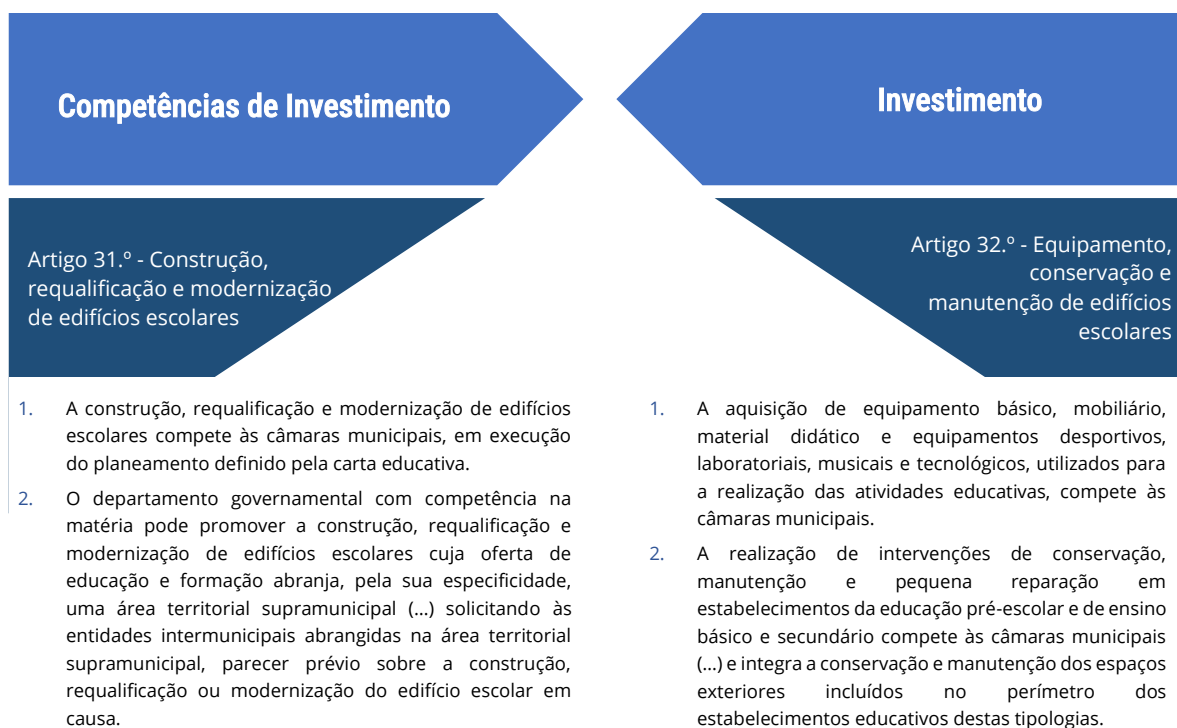 Competências de Investimento
Artigo 31.º - Construção,
requalificação e modernização
de edifícios escolares
1. A construção, requalificação e modernização de edifícios
escolares compete às câmaras municipais, em execução
do planeamento definido pela carta educativa.
2. O departamento governamental com competência na
matéria pode promover a construção, requalificação e
modernização de edifícios escolares cuja oferta de
educação e formação abranja, pela sua especificidade,
uma área territorial supramunicipal (...) solicitando às
entidades intermunicipais abrangidas na área territorial
supramunicipal, parecer prévio sobre a construção,
requalificação ou modernização do edifício escolar em
causa.
Investimento
Artigo 32.º - Equipamento,
conservação e
manutenção de edifícios
escolares
1. A aquisição de equipamento básico, mobiliário,
material didático e equipamentos desportivos,
laboratoriais, musicais e tecnológicos, utilizados para
a realização das atividades educativas, compete às
câmaras municipais.
2. A realização de intervenções de conservação,
manutenção e pequena reparação em
estabelecimentos da educação pré-escolar e de ensino
básico e secundário compete às câmaras municipais
(...) e integra a conservação e manutenção dos espaços
exteriores incluídos no perímetro dos
estabelecimentos educativos destas tipologias.